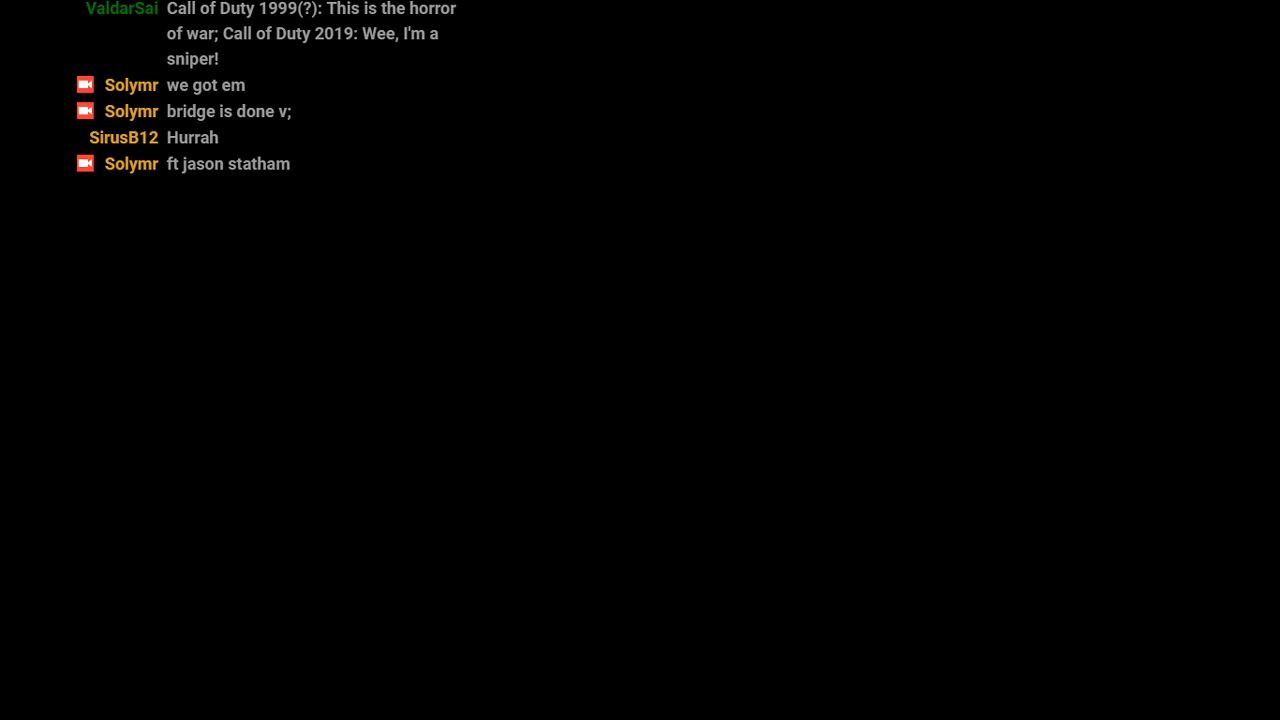 ValdarSai Call of Duty 1999(?): This is the horror
of war; Call of Duty 2019: Wee, I'm a
sniper!
Solymr we got em
Solymr bridge is done v;
SirusB12 Hurrah
Solymr ft jason statham